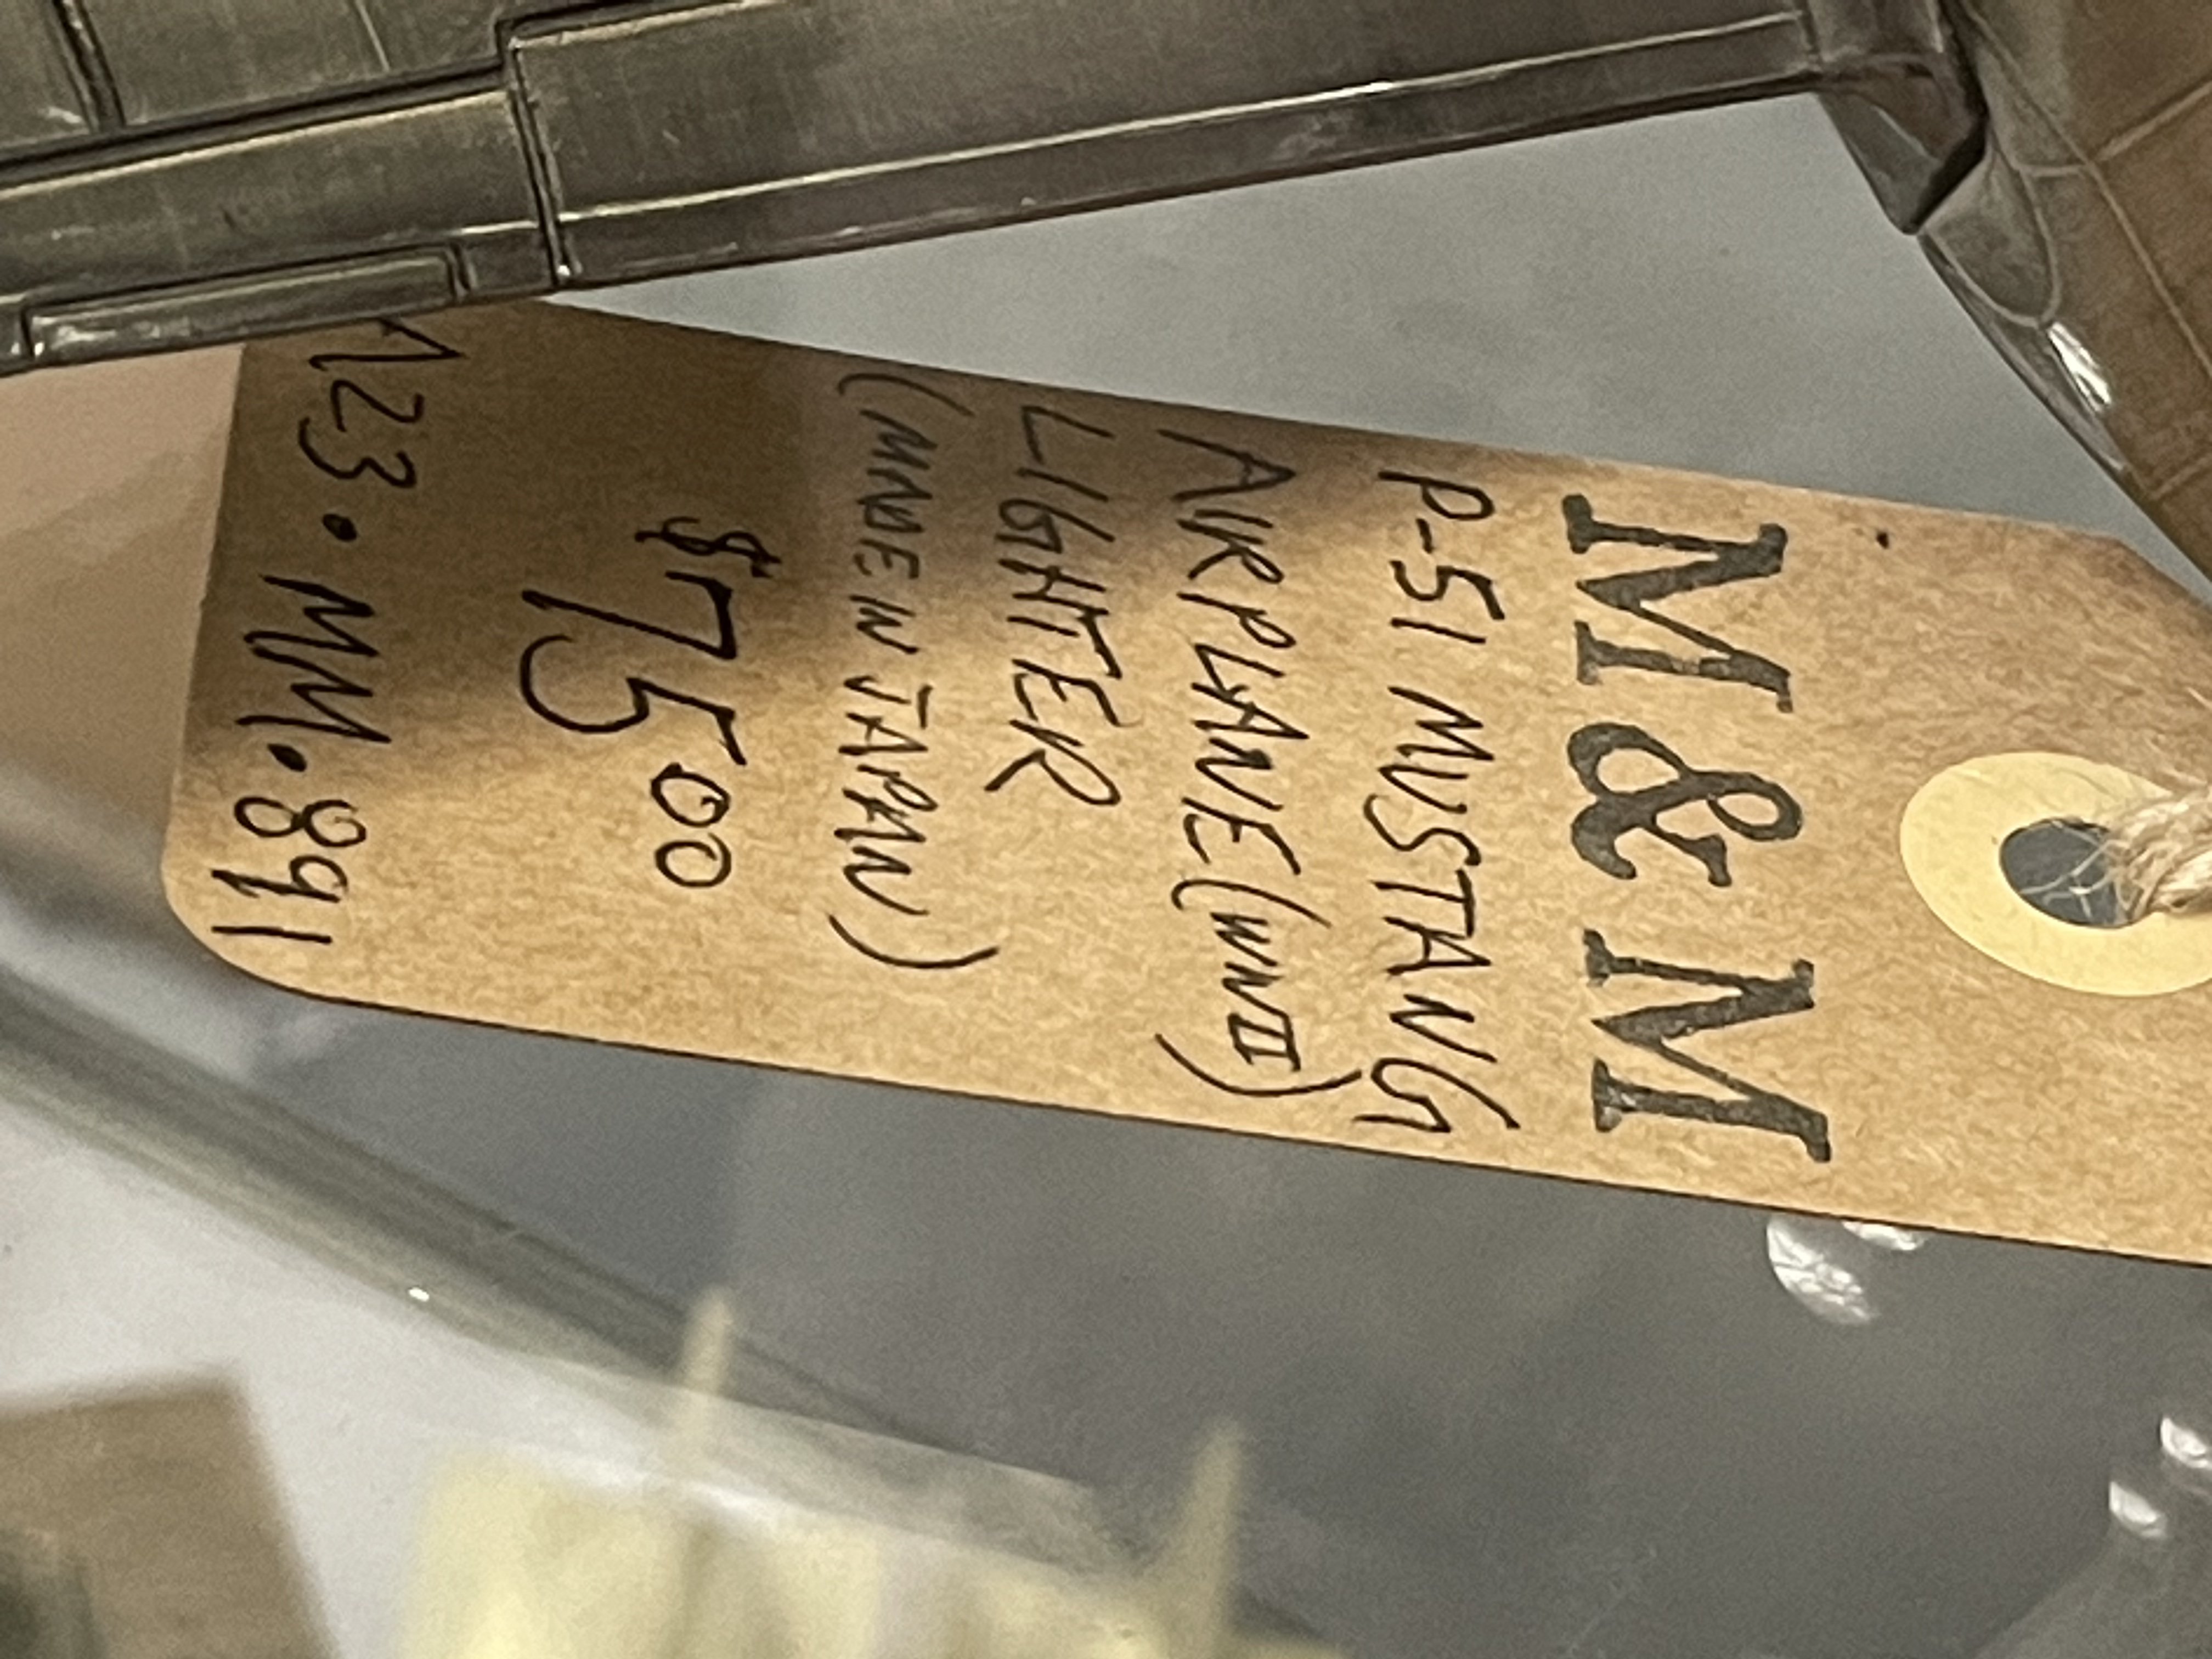 M & M
P-51 MUSTANG
AIRPLANE (WWII)
LIGHTER
(MADE IN JAPAN)
$75 00
123 • MM • 891